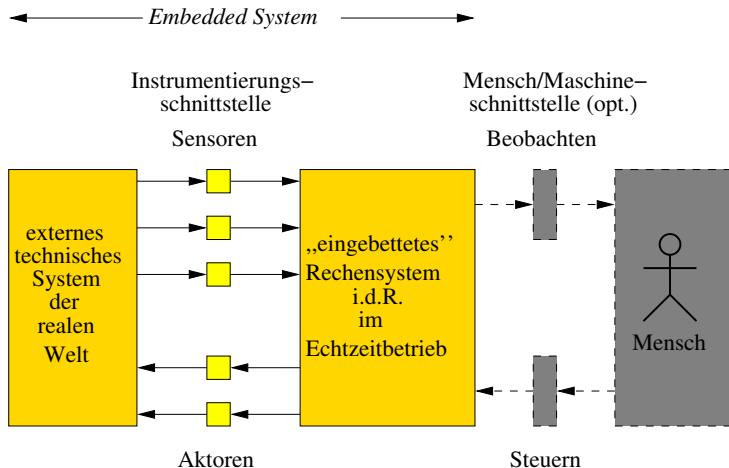 Embedded System
Instrumentierungs−
schnittstelle
Sensoren
Mensch/Maschine−
schnittstelle (opt.)
Beobachten
externes
technisches
System
der
realen
Welt
„eingebettetes’’
Rechensystem
i.d.R.
im
Echtzeitbetrieb
Mensch
Aktoren
Steuern